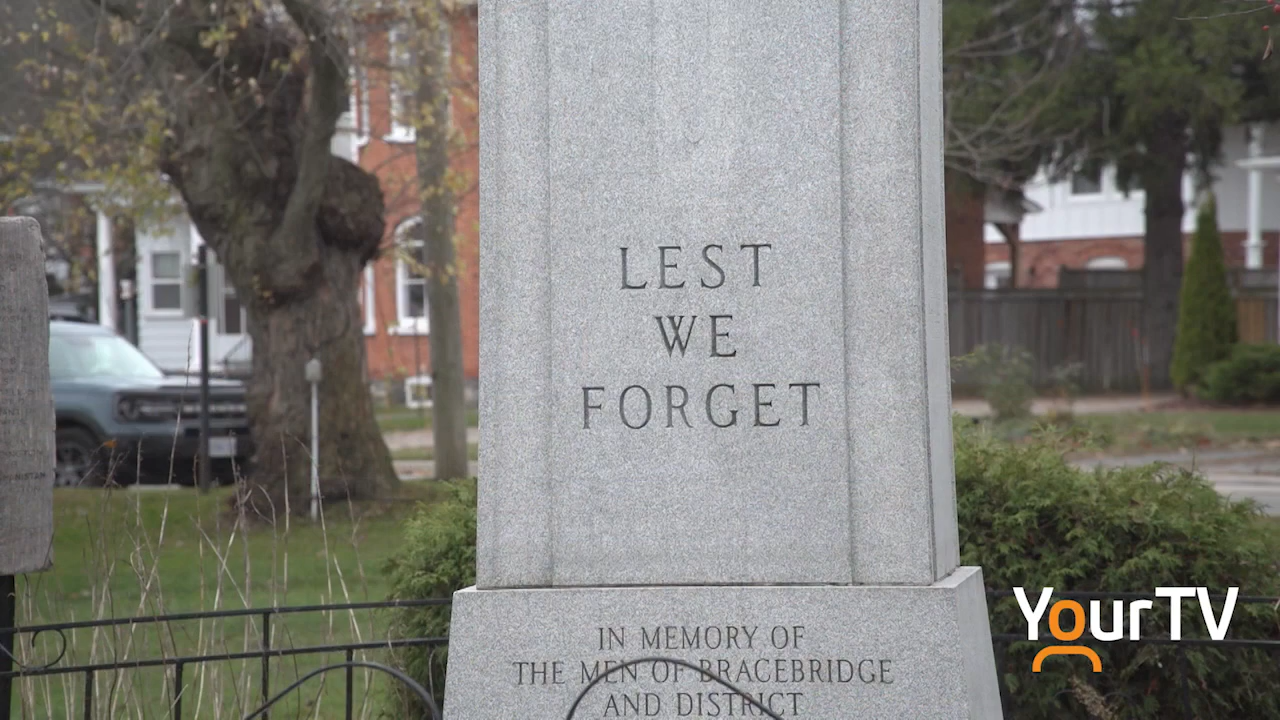 LEST
WE
FORGET
IN MEMORY OF
THE MEN OF BRACEBRIDGE
AND DISTRICT
YourTV